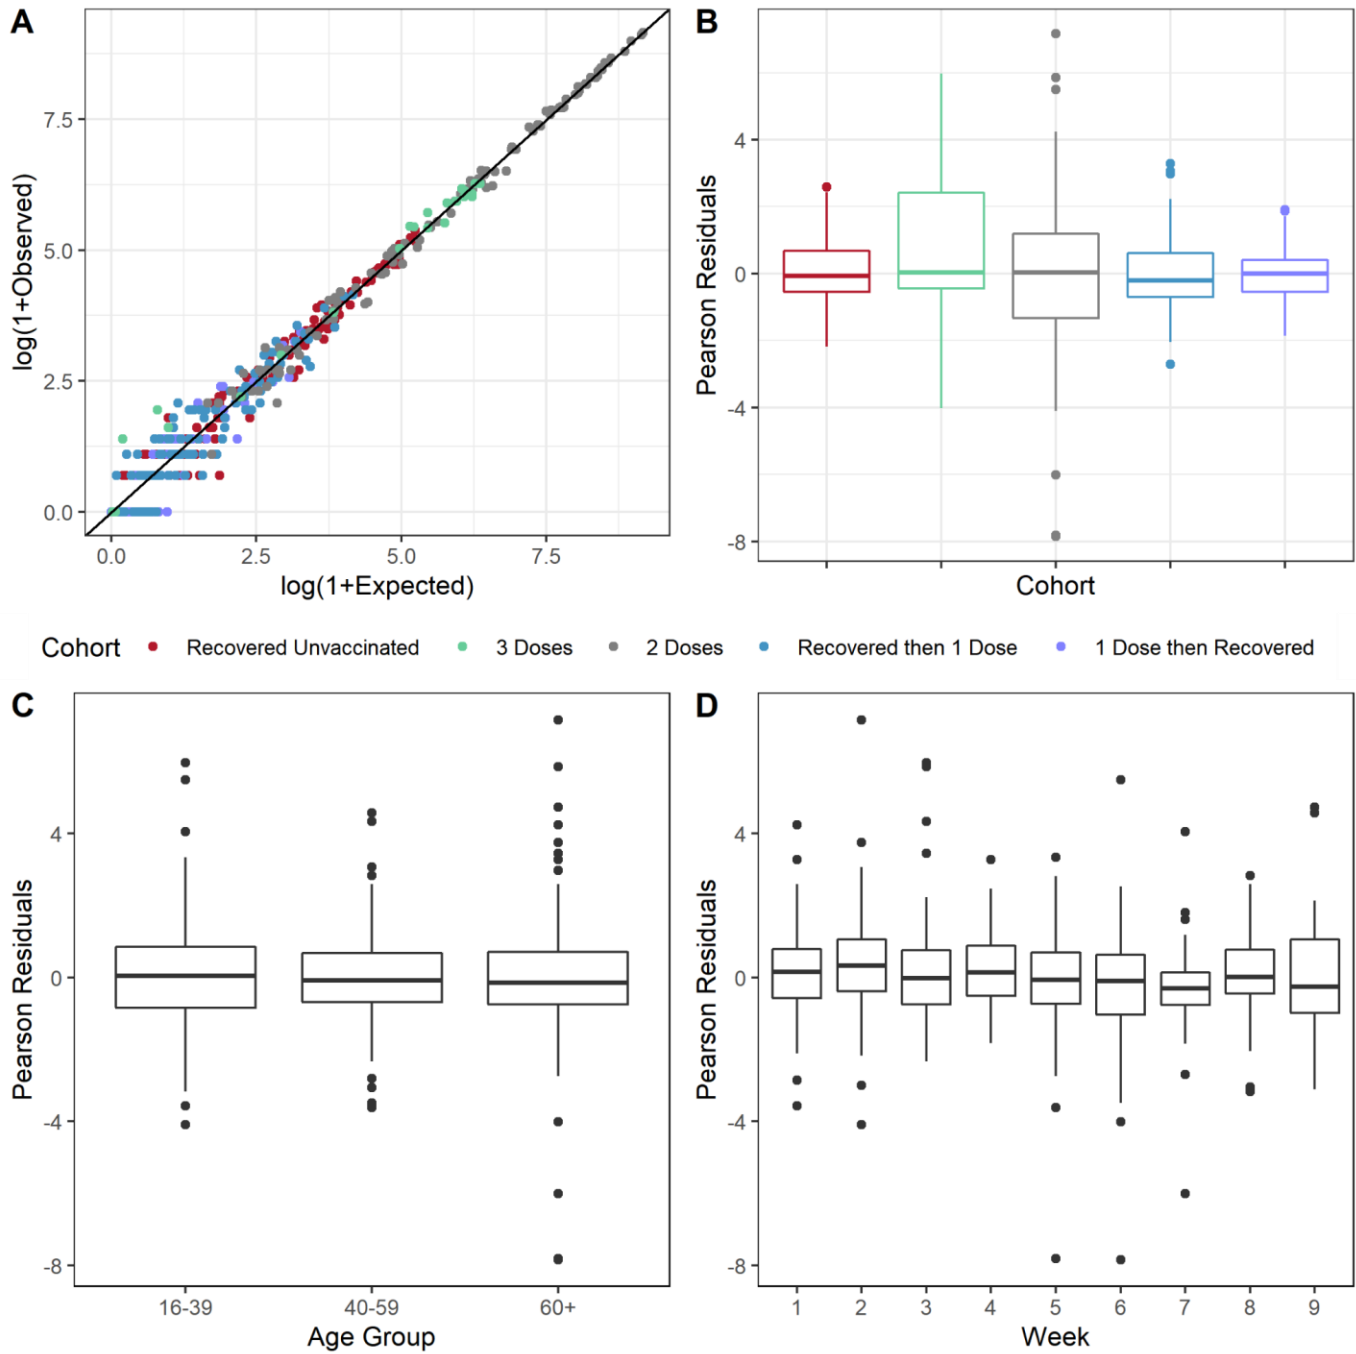 A
log(1+Observed)
7.5
5.0
2.5
0.0
0.0 2.5 5.0 7.5
log(1+Expected)
B
Pearson Residuals
4
0
-4
-8
Cohort
Cohort Recovered Unvaccinated 3 Doses 2 Doses Recovered then 1 Dose 1 Dose then Recovered
C
Pearson Residuals
4
0
-4
-8
16-39 40-59 60+
Age Group
D
Pearson Residuals
4
0
-4
-8
1 2 3 4 5 6 7 8 9
Week